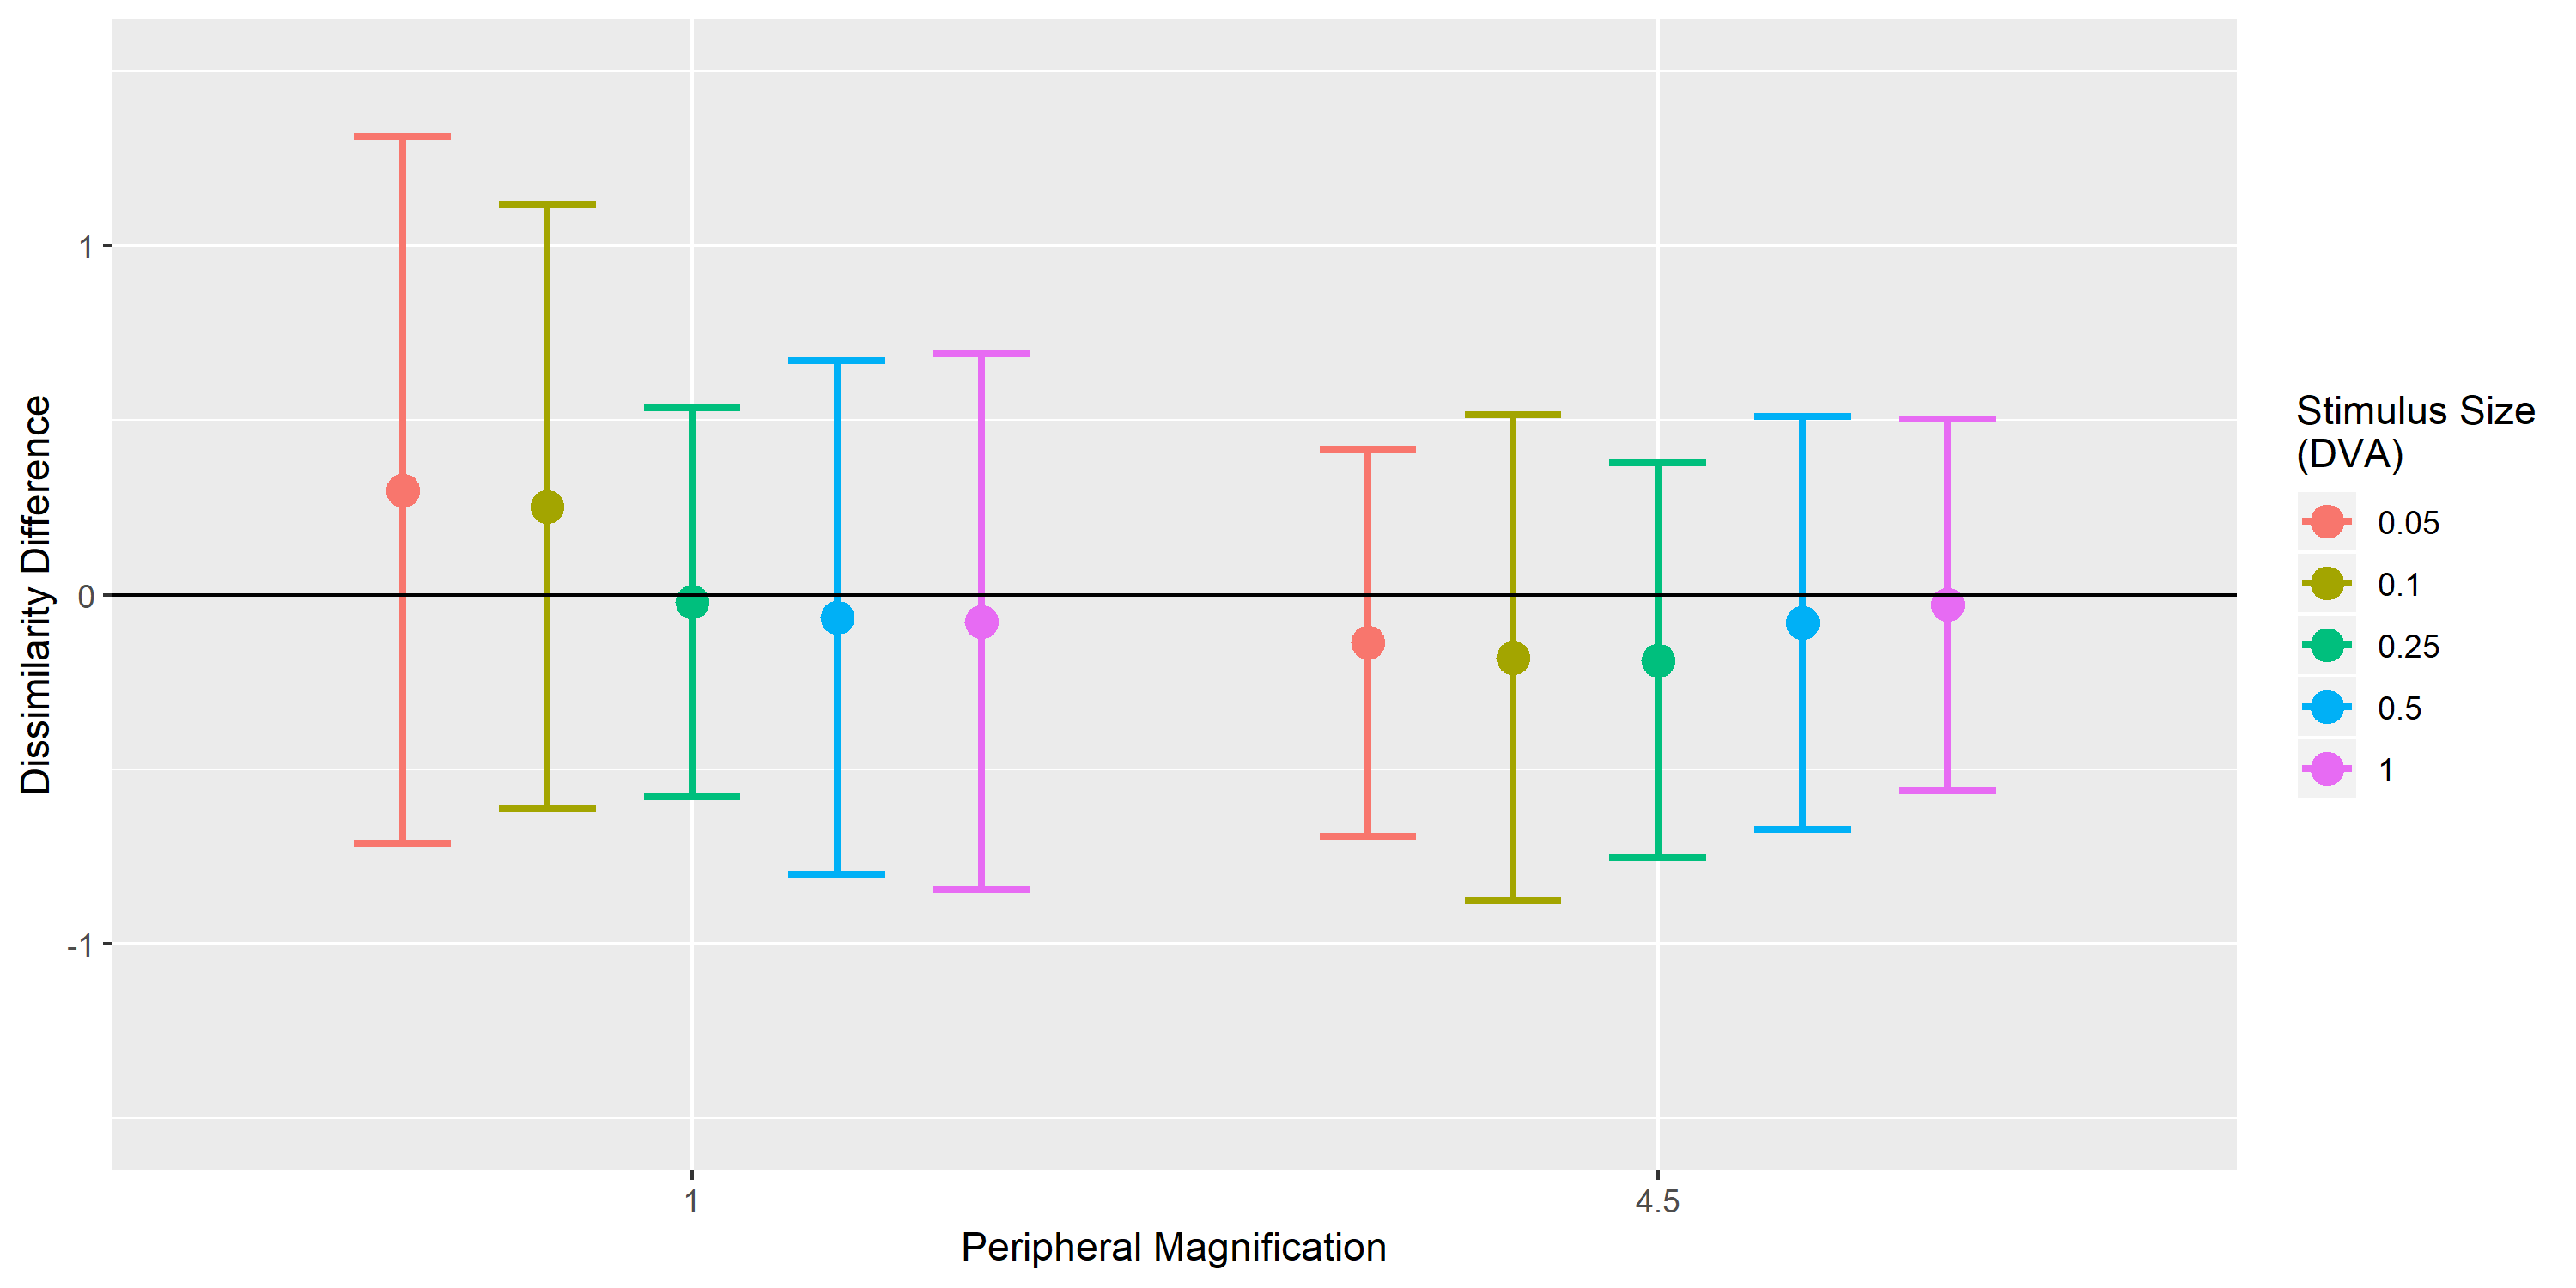 Dissimilarity Difference
1
0
-1
1
4.5
Peripheral Magnification
Stimulus Size
(DVA)
0.05
0.1
0.25
0.5
1